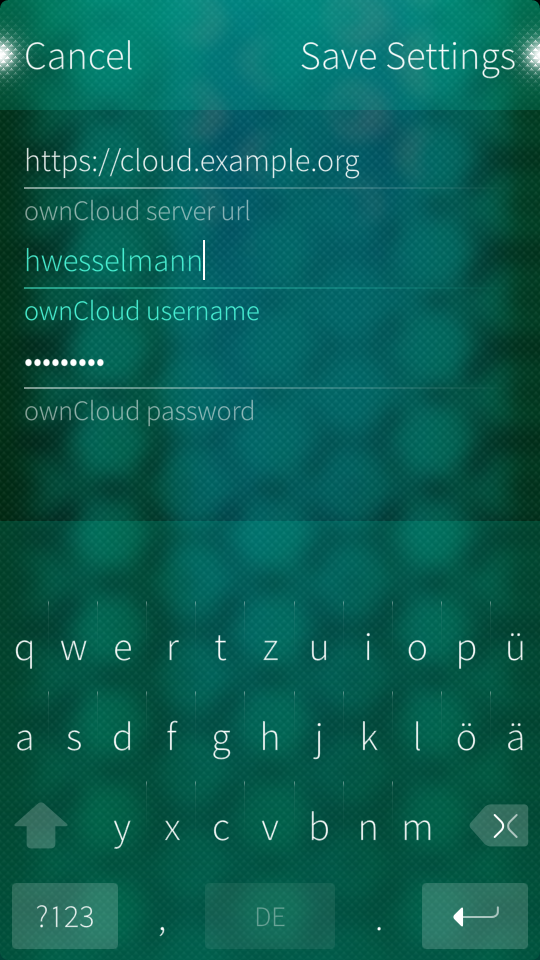 Cancel Save Settings
https://cloud.example.org
ownCloud server url
hwesselmann
ownCloud username
•••••••••
ownCloud password
q w e r t z u i o p ü
a s d f g h j k l ö ä
y x c v b n m
?123 , DE .